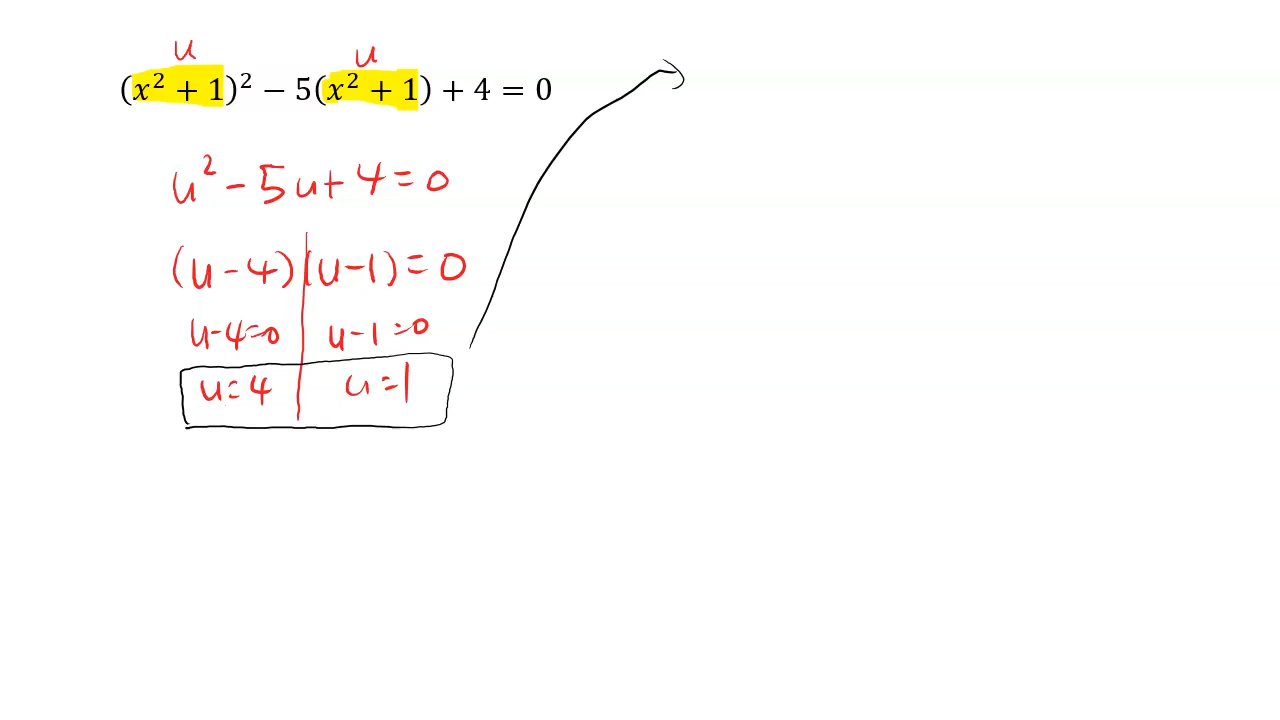 u u
(x² + 1)² − 5(x² + 1) + 4 = 0
u² - 5u + 4 = 0
(u - 4) (u - 1) = 0
u - 4 = 0 u - 1 = 0
u = 4 u = 1